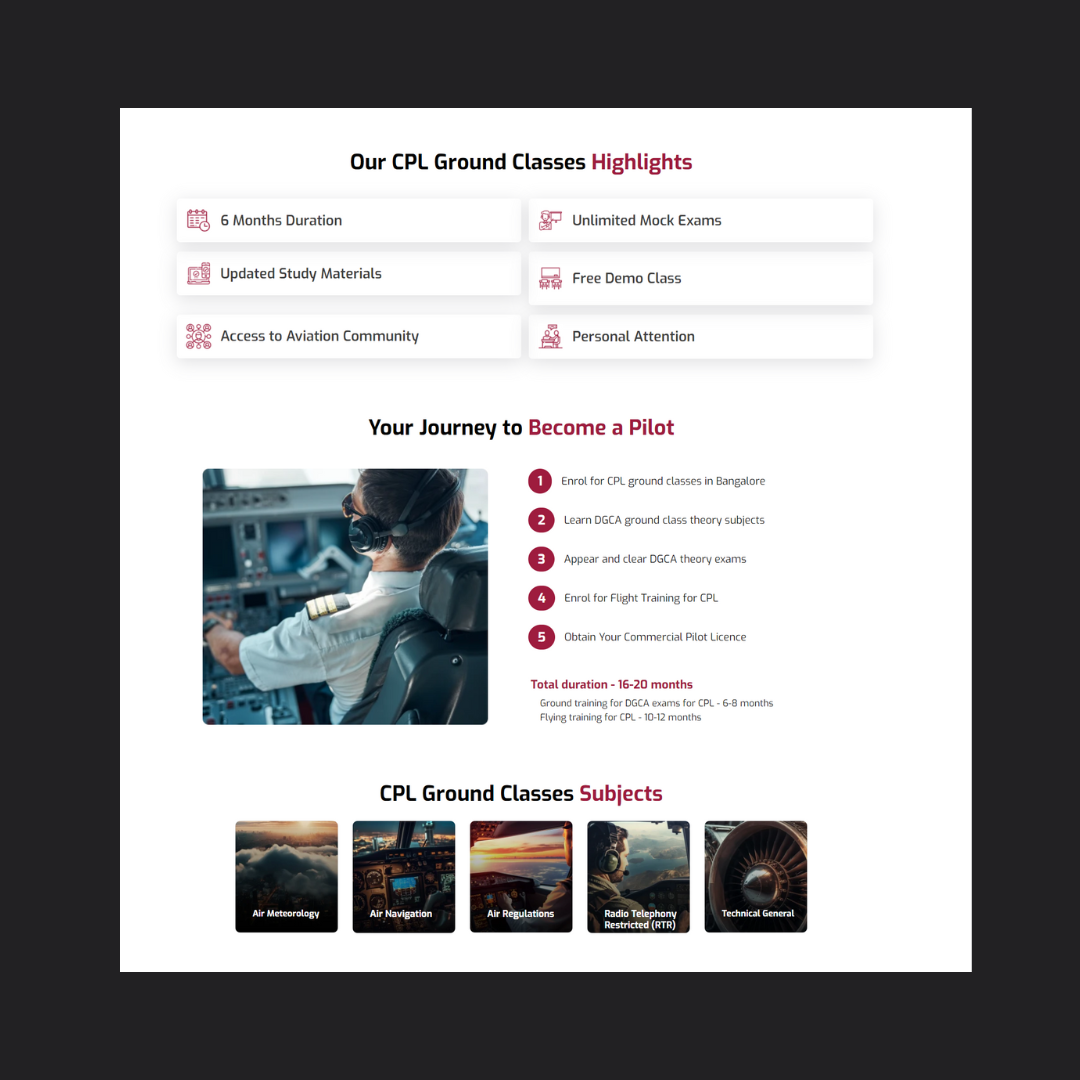 Our CPL Ground Classes Highlights
6 Months Duration
Unlimited Mock Exams
Updated Study Materials
Free Demo Class
Access to Aviation Community
Personal Attention
Your Journey to Become a Pilot
1 Enrol for CPL ground classes in Bangalore
2 Learn DGCA ground class theory subjects
3 Appear and clear DGCA theory exams
4 Enrol for Flight Training for CPL
5 Obtain Your Commercial Pilot Licence
Total duration - 16-20 months
Ground training for DGCA exams for CPL - 6-8 months
Flying training for CPL - 10-12 months
CPL Ground Classes Subjects
Air Meteorology
Air Navigation
Air Regulations
Radio Telephony
Restricted (RTR)
Technical General